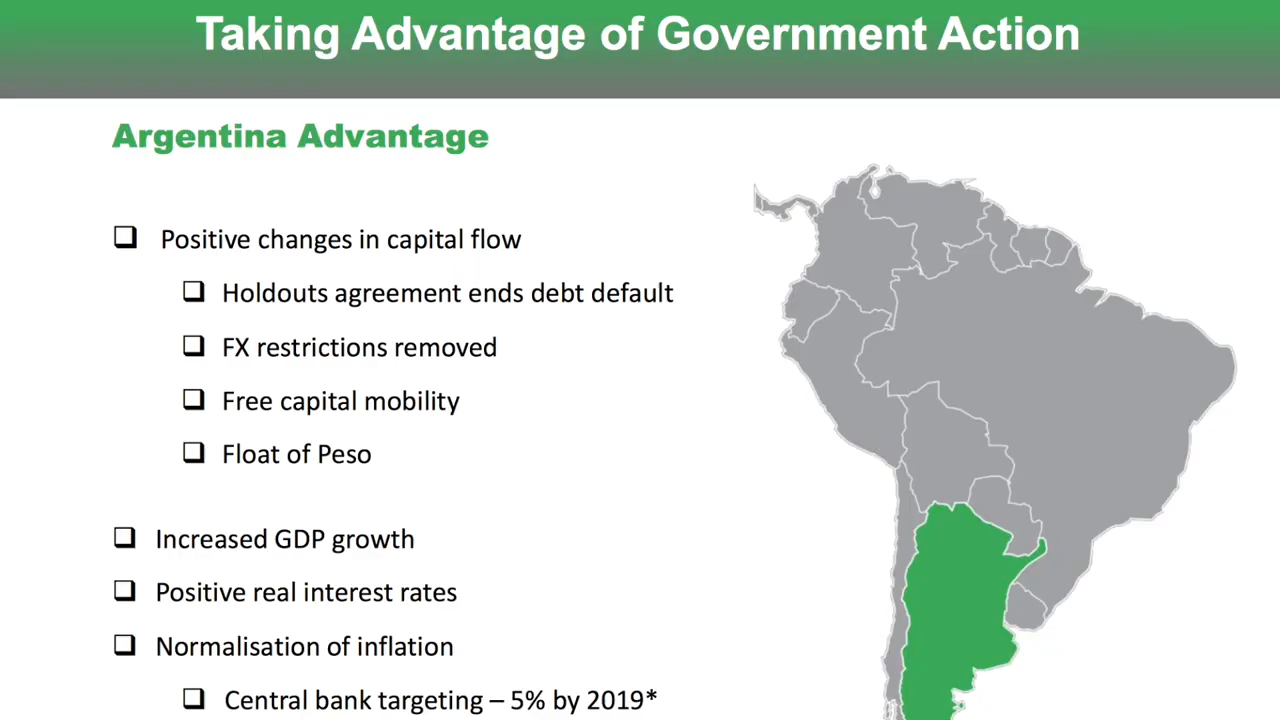 Taking Advantage of Government Action
Argentina Advantage
Positive changes in capital flow
Holdouts agreement ends debt default
FX restrictions removed
Free capital mobility
Float of Peso
Increased GDP growth
Positive real interest rates
Normalisation of inflation
Central bank targeting – 5% by 2019*